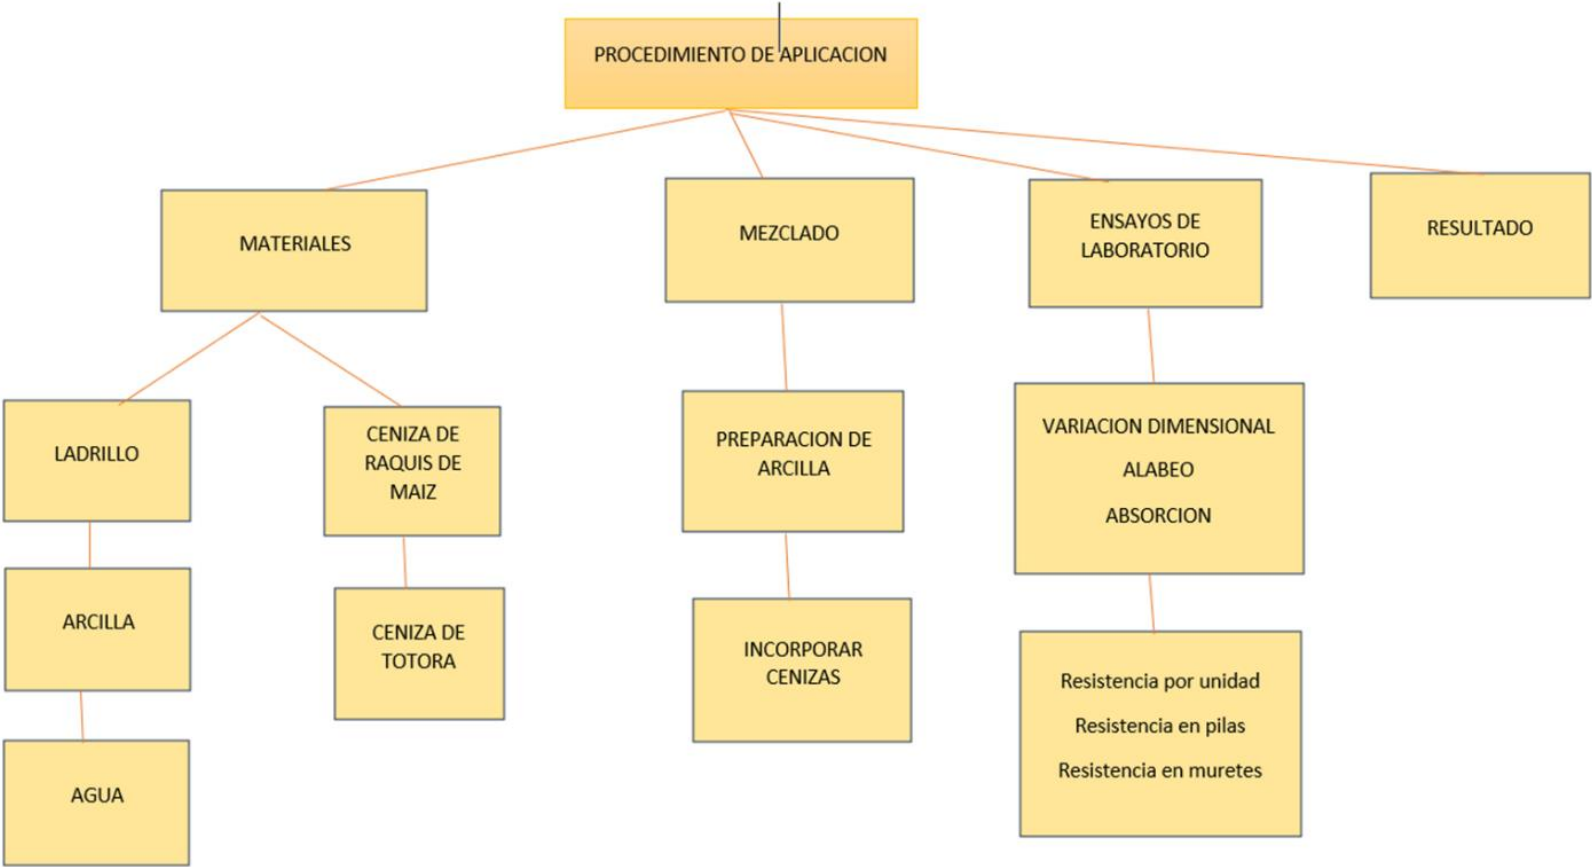 PROCEDIMIENTO DE APLICACION
MATERIALES
MEZCLADO
ENSAYOS DE
LABORATORIO
RESULTADO
LADRILLO
CENIZA DE
RAQUIS DE
MAIZ
PREPARACION DE
ARCILLA
VARIACION DIMENSIONAL
ALABEO
ABSORCION
ARCILLA
CENIZA DE
TOTORA
INCORPORAR
CENIZAS
Resistencia por unidad
Resistencia en pilas
Resistencia en muretes
AGUA